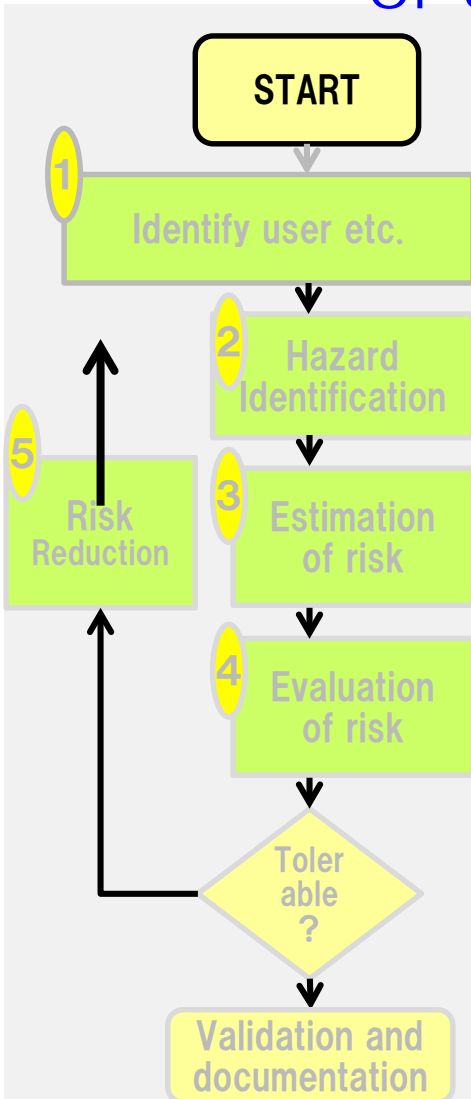 START
1
Identify user etc.
2
Hazard
Identification
5
Risk
Reduction
3
Estimation
of risk
4
Evaluation
of risk
Toler
able
?
Validation and
documentation